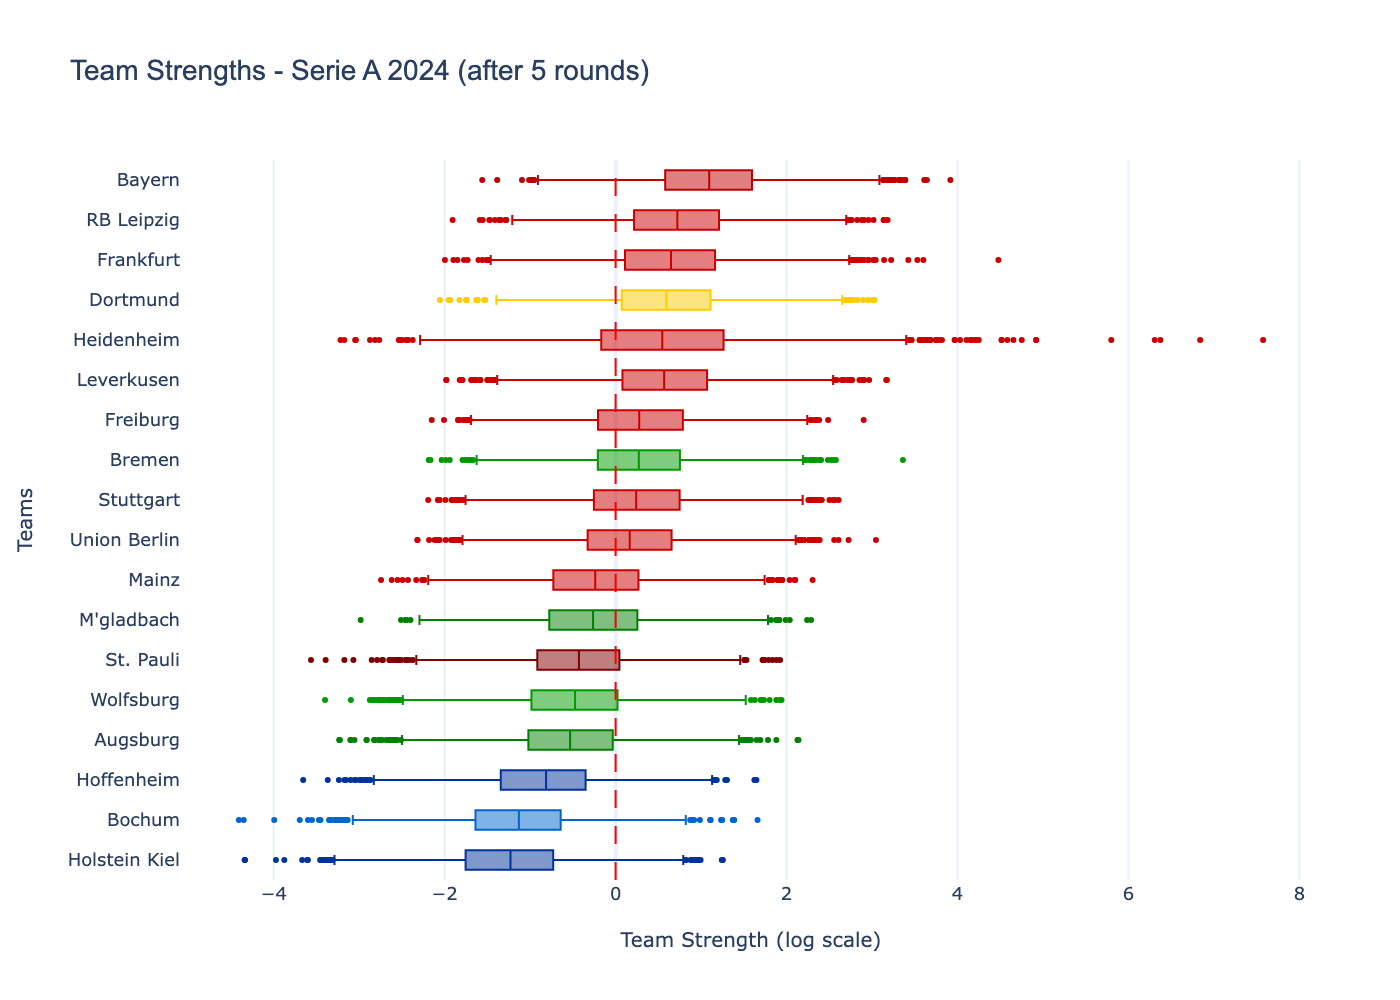 Team Strengths - Serie A 2024 (after 5 rounds)
Teams
Bayern
RB Leipzig
Frankfurt
Dortmund
Heidenheim
Leverkusen
Freiburg
Bremen
Stuttgart
Union Berlin
Mainz
M'gladbach
St. Pauli
Wolfsburg
Augsburg
Hoffenheim
Bochum
Holstein Kiel
−4 −2 0 2 4 6 8
Team Strength (log scale)